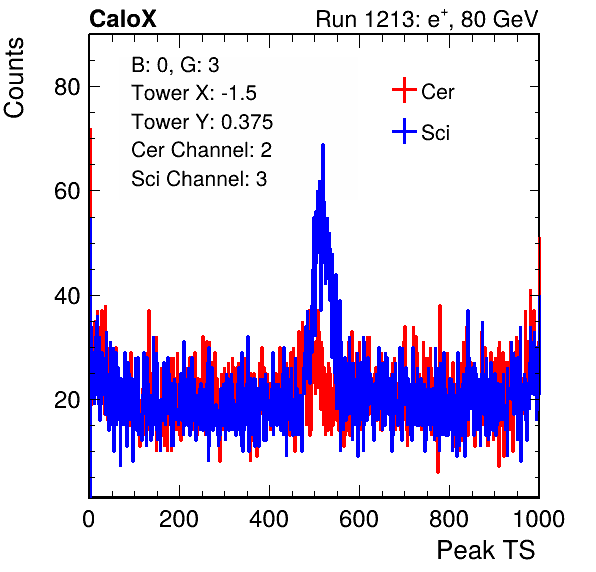 CaloX Run 1213: e⁺, 80 GeV
Counts
B: 0, G: 3
Tower X: -1.5
Tower Y: 0.375
Cer Channel: 2
Sci Channel: 3
Cer
Sci
80
60
40
20
0 200 400 600 800 1000
Peak TS